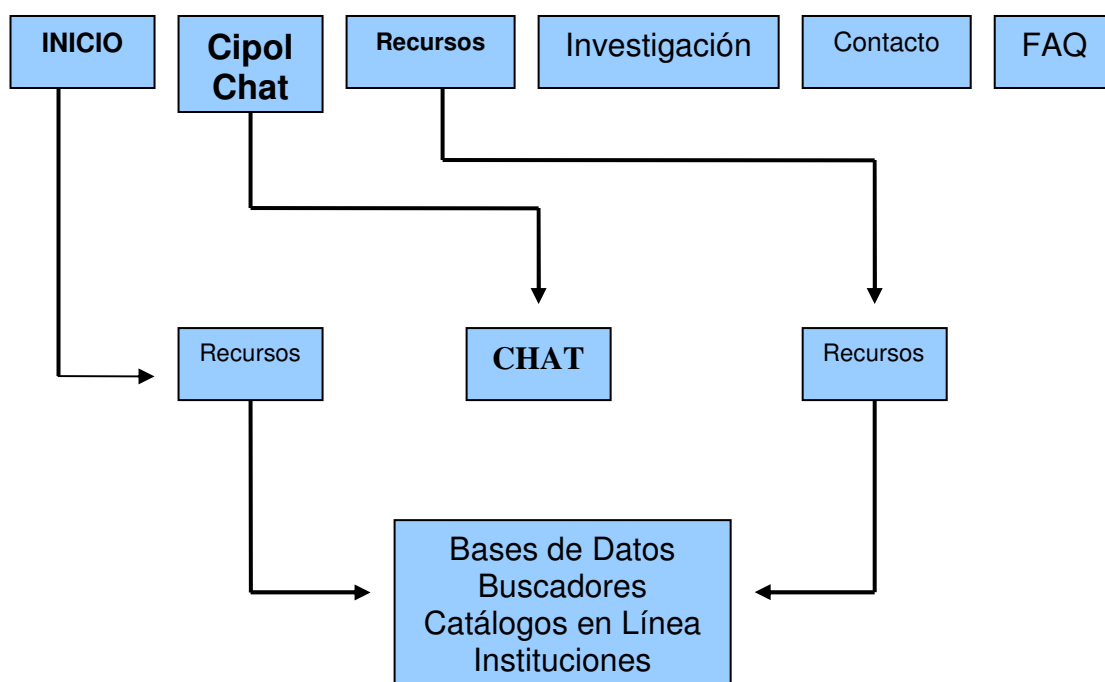 INICIO
Cipol
Chat
Recursos
Investigación
Contacto
FAQ
Recursos
CHAT
Recursos
Bases de Datos
Buscadores
Catálogos en Línea
Instituciones